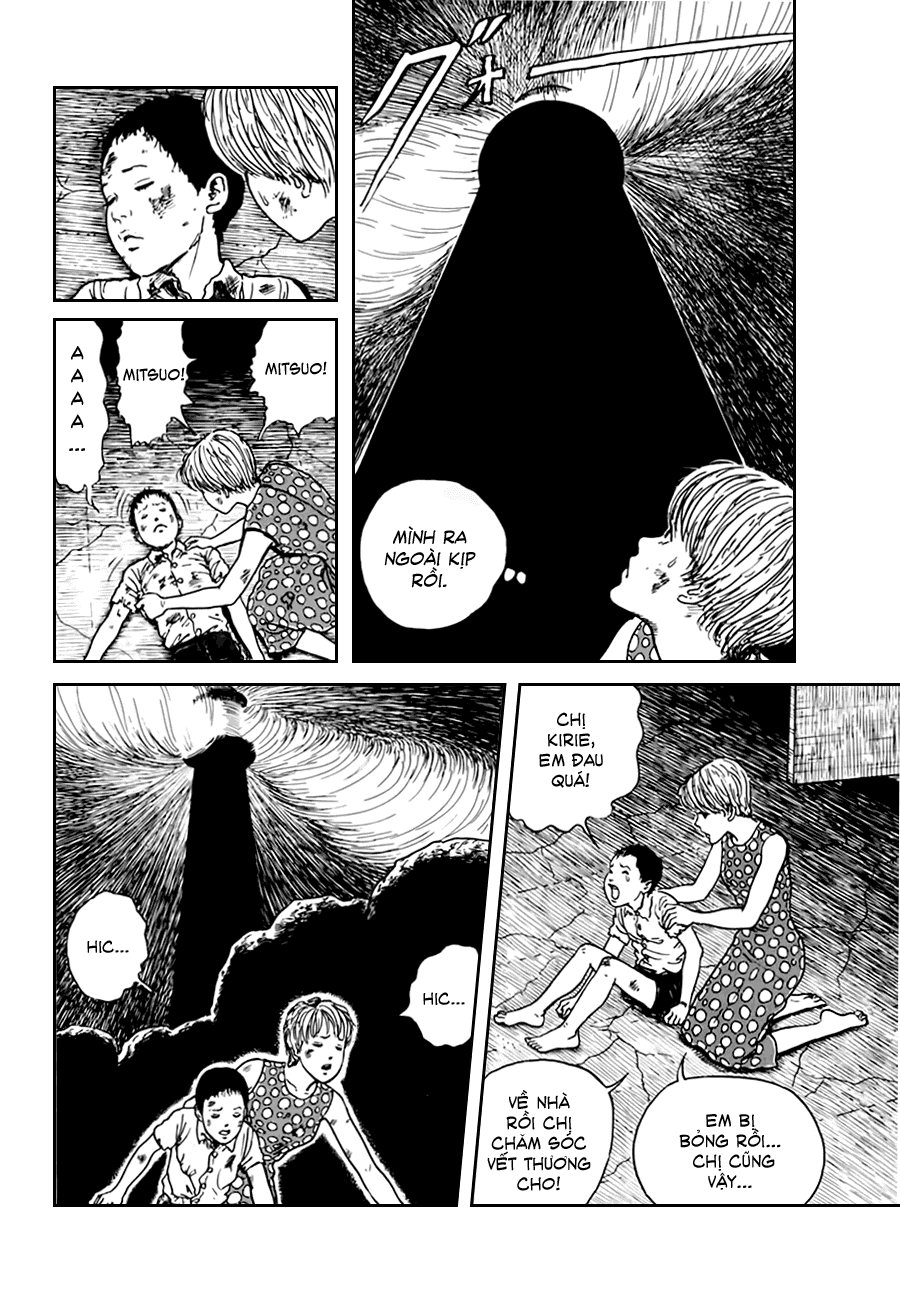 グォ
MÌNH RA
NGOÀI KỊP
RỒI.
MITSUO!
MITSUO!
A
A
A
A
...
CHỊ
KIRIE,
EM ĐAU
QUÁ!
EM BỊ
BỎNG RỒI...
CHỊ CŨNG
VẬY...
VỀ NHÀ
RỒI CHỊ
CHĂM SÓC
VẾT THƯƠNG
CHO!
HIC...
HIC...